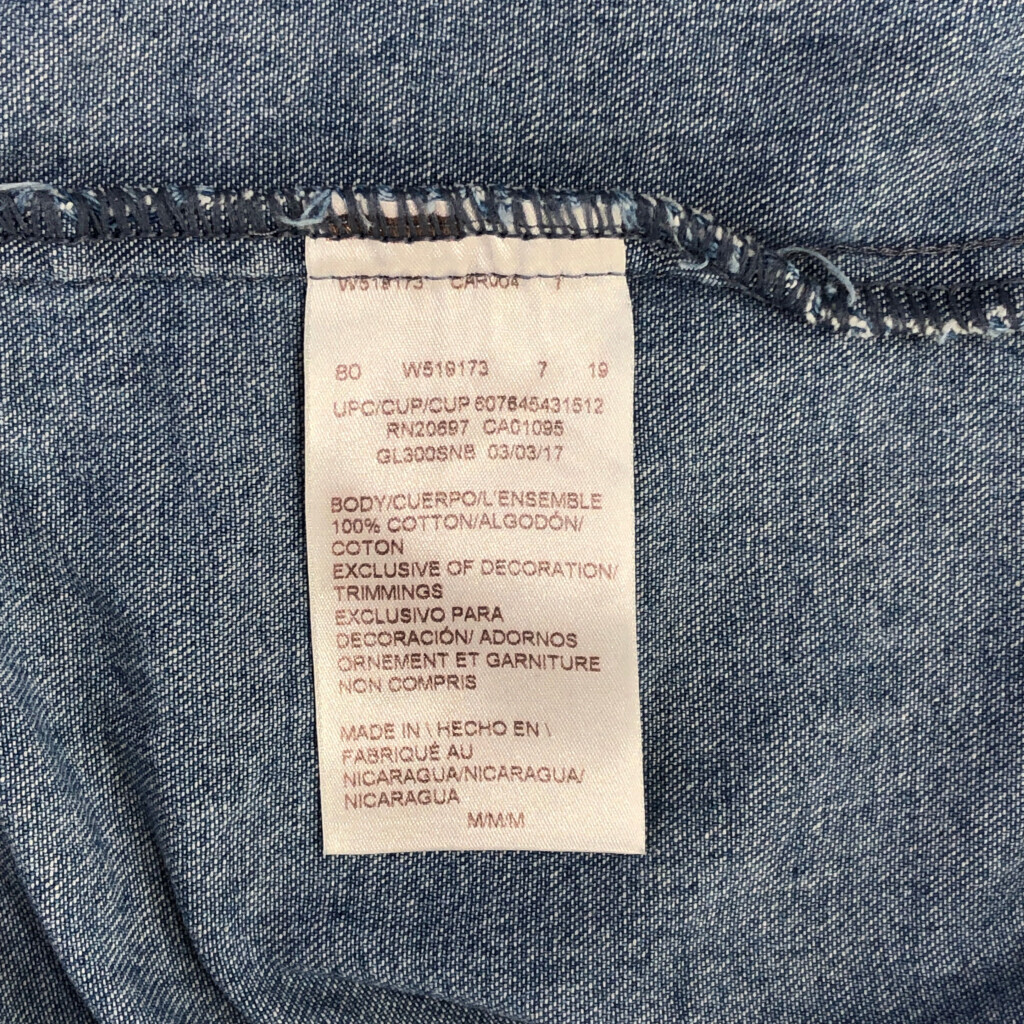 W519173 CAR004 7
80 W519173 7 19
UPC/CUP/CUP 607645431512
RN20697 CA01095
GL300SNB 03/03/17
BODY/CUERPO/L'ENSEMBLE
100% COTTON/ALGODÓN/
COTON
EXCLUSIVE OF DECORATION/
TRIMMINGS
EXCLUSIVO PARA
DECORACIÓN/ ADORNOS
ORNEMENT ET GARNITURE
NON COMPRIS
MADE IN \ HECHO EN \
FABRIQUÉ AU
NICARAGUA/NICARAGUA/
NICARAGUA
M/M/M